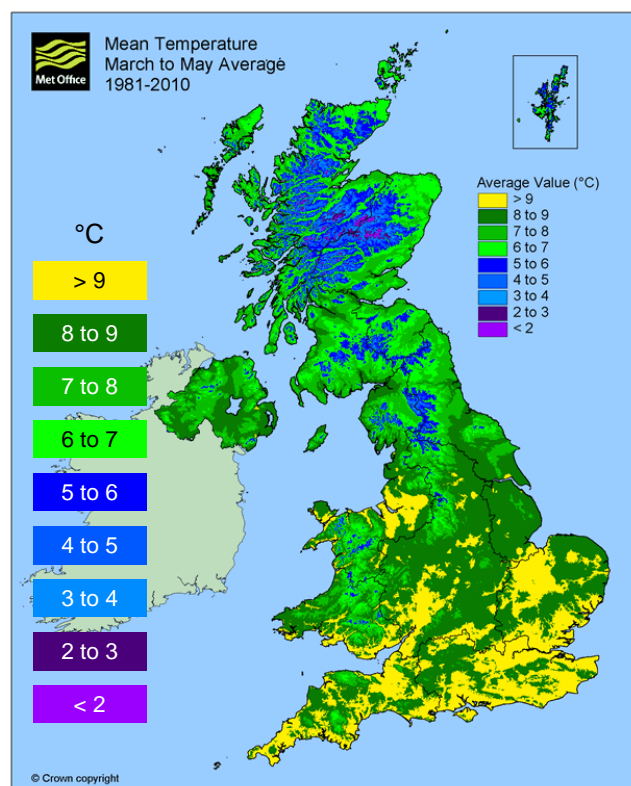 Met Office
Mean Temperature
March to May Average
1981-2010
Average Value (°C)
> 9
8 to 9
7 to 8
6 to 7
5 to 6
4 to 5
3 to 4
2 to 3
< 2
°C
> 9
8 to 9
7 to 8
6 to 7
5 to 6
4 to 5
3 to 4
2 to 3
< 2
© Crown copyright